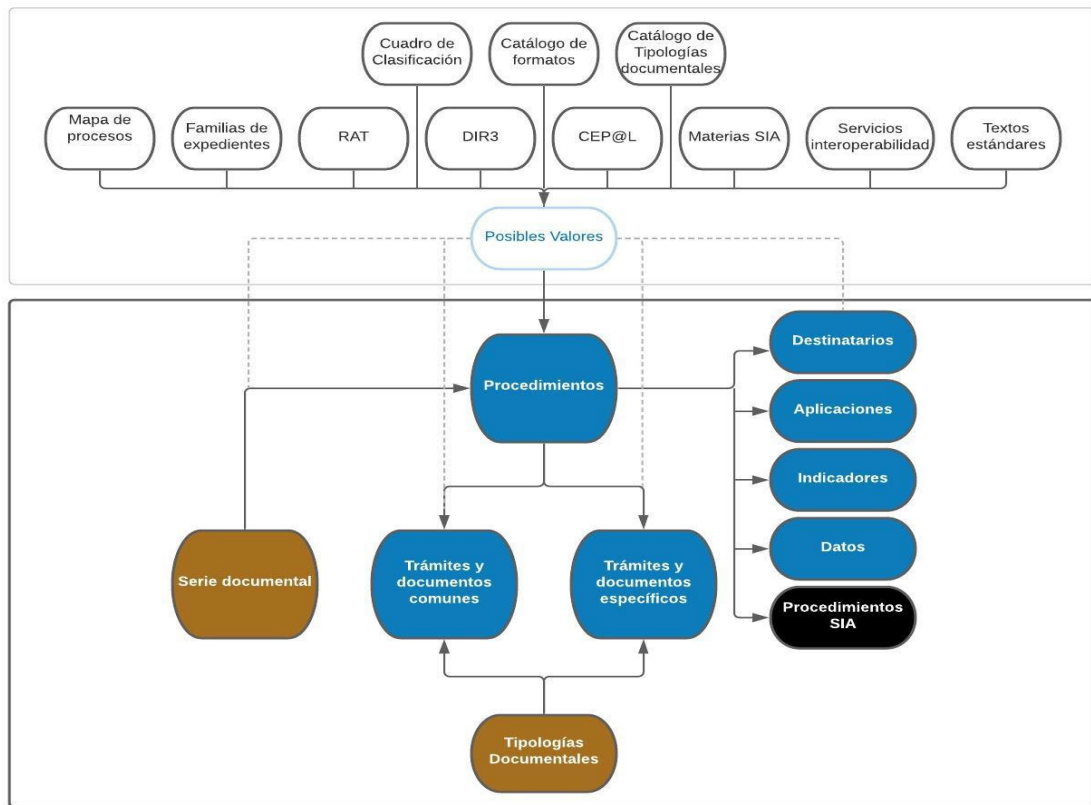 Cuadro de
Clasificación
Catálogo de
formatos
Catálogo de
Tipologías
documentales
Mapa de
procesos
Familias de
expedientes
RAT
DIR3
CEP@L
Materias SIA
Servicios
interoperabilidad
Textos
estándares
Posibles Valores
Procedimientos
Destinatarios
Aplicaciones
Indicadores
Datos
Procedimientos
SIA
Serie documental
Trámites y
documentos
comunes
Trámites y
documentos
específicos
Tipologías
Documentales